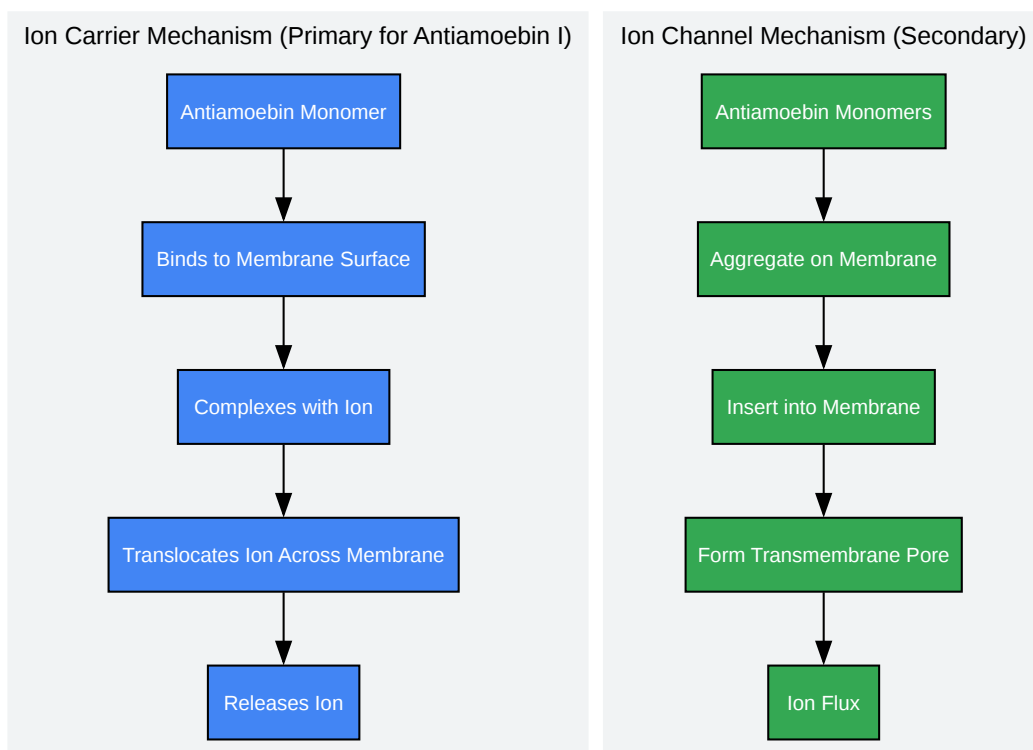 Ion Carrier Mechanism (Primary for Antiamoebin I)
Antiamoebin Monomer
Binds to Membrane Surface
Complexes with Ion
Translocates Ion Across Membrane
Releases Ion
Ion Channel Mechanism (Secondary)
Antiamoebin Monomers
Aggregate on Membrane
Insert into Membrane
Form Transmembrane Pore
Ion Flux